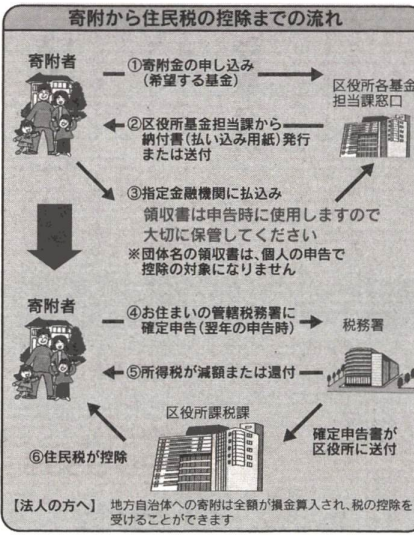 寄附から住民税の控除までの流れ
寄附者
①寄附金の申し込み
(希望する基金)
区役所各基金
担当課窓口
②区役所基金担当課から
納付書(払い込み用紙)発行
または送付
③指定金融機関に払込み
領収書は申告時に使用しますので
大切に保管してください
※団体名の領収書は、個人の申告で
控除の対象になりません
寄附者
④お住まいの管轄税務署に
確定申告(翌年の申告時)
税務署
⑤所得税が減額または還付
区役所課税課
確定申告書が
区役所に送付
⑥住民税が控除
【法人の方へ】 地方自治体への寄附は全額が損金算入され、税の控除を
受けることができます